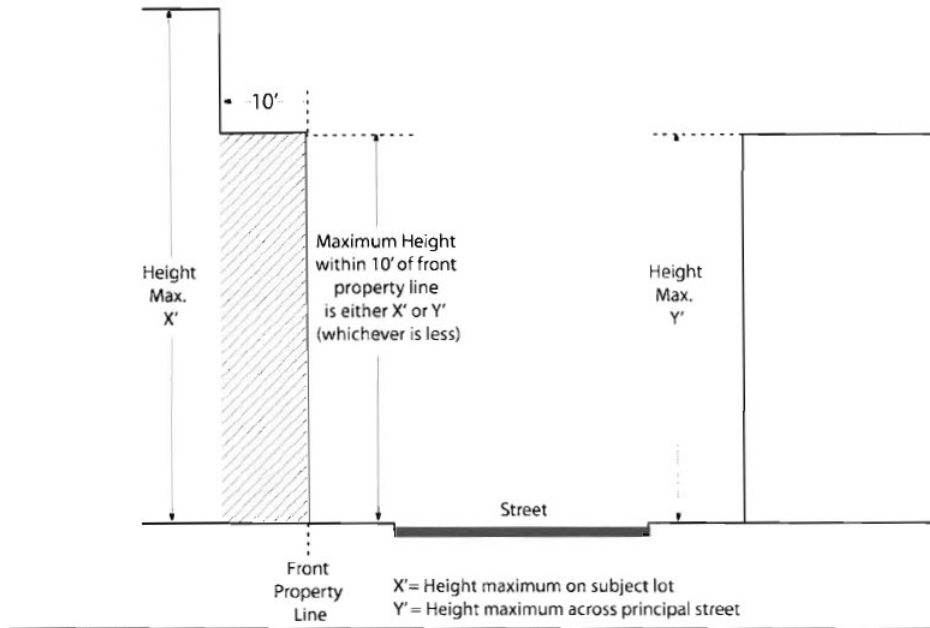 10'
Height
Max.
X'
Maximum Height
within 10' of front
property line
is either X' or Y'
(whichever is less)
Height
Max.
Y'
Street
Front
Property
Line
X'= Height maximum on subject lot
Y' = Height maximum across principal street